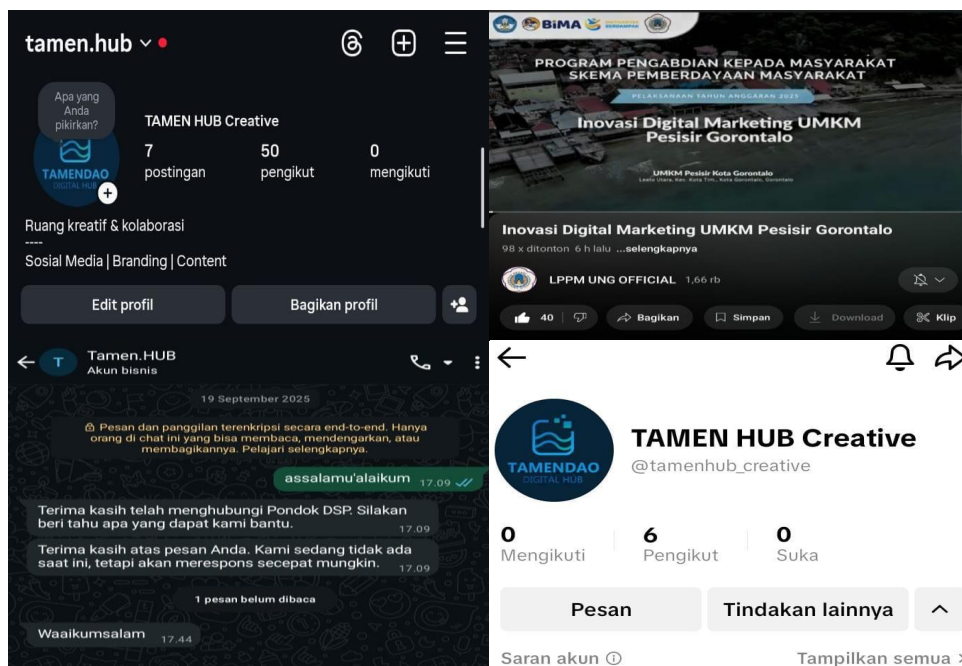 tamen.hub
Apa yang
Anda
pikirkan?
TAMENDAO
DIGITAL HUB
TAMEN HUB Creative
7
postingan
50
pengikut
0
mengikuti
Ruang kreatif & kolaborasi
----
Sosial Media | Branding | Content
Edit profil
Bagikan profil
T
Tamen.HUB
Akun bisnis
19 September 2025
Pesan dan panggilan terenkripsi secara end-to-end. Hanya
orang di chat ini yang bisa membaca, mendengarkan, atau
membagikannya. Pelajari selengkapnya.
assalamu'alaikum 17.09
Terima kasih telah menghubungi Pondok DSP. Silakan
beri tahu apa yang dapat kami bantu. 17.09
Terima kasih atas pesan Anda. Kami sedang tidak ada
saat ini, tetapi akan merespons secepat mungkin. 17.09
1 pesan belum dibaca
Waaikumsalam 17.44
BiMA
PROGRAM PENGABDIAN KEPADA MASYARAKAT
SKEMA PEMBERDAYAAN MASYARAKAT
PELAKSANAAN TAHUN ANGGARAN 2025
Inovasi Digital Marketing UMKM
Pesisir Gorontalo
UMKM Pesisir Kota Gorontalo
Inovasi Digital Marketing UMKM Pesisir Gorontalo
98 x ditonton 6 h lalu ...selengkapnya
LPPM UNG OFFICIAL 1,66 rb
40
Bagikan
Simpan
Download
Klip
TAMENDAO
DIGITAL HUB
TAMEN HUB Creative
@tamenhub_creative
0
Mengikuti
6
Pengikut
0
Suka
Pesan
Tindakan lainnya
Saran akun
Tampilkan semua